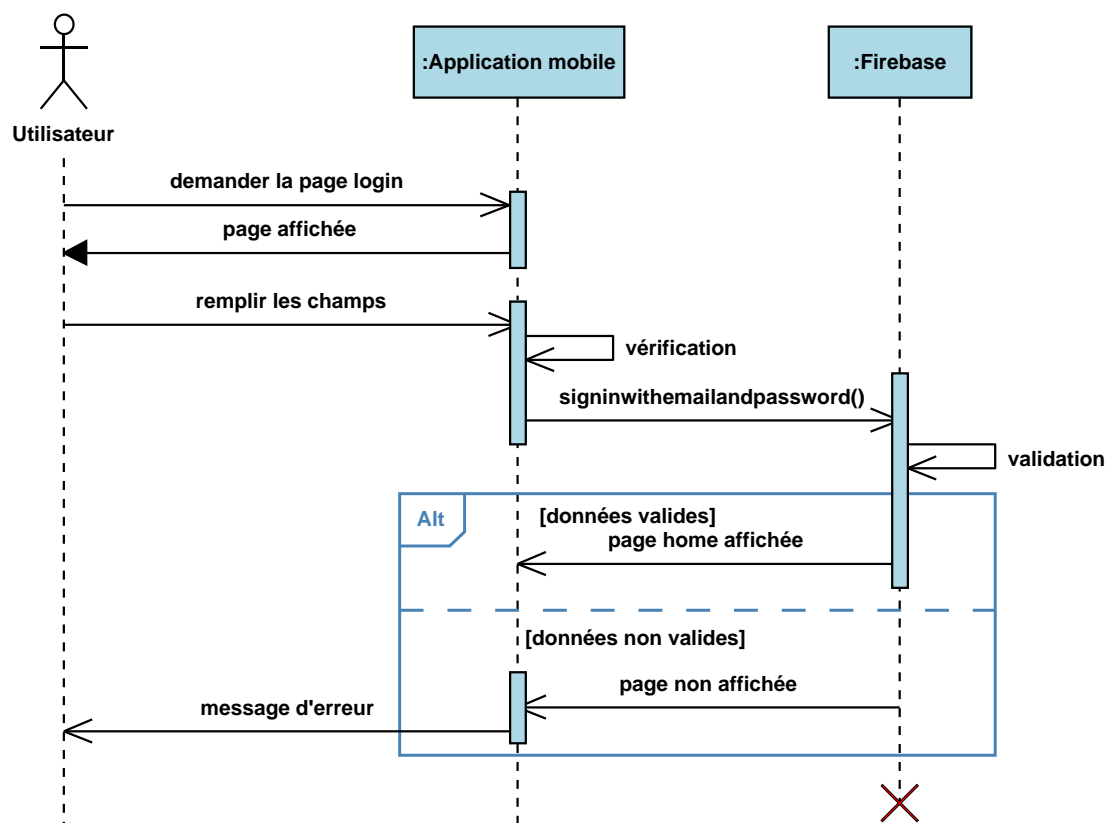 :Application mobile
:Firebase
Utilisateur
demander la page login
page affichée
remplir les champs
vérification
signinwithemailandpassword()
validation
Alt
[données valides]
page home affichée
[données non valides]
page non affichée
message d'erreur